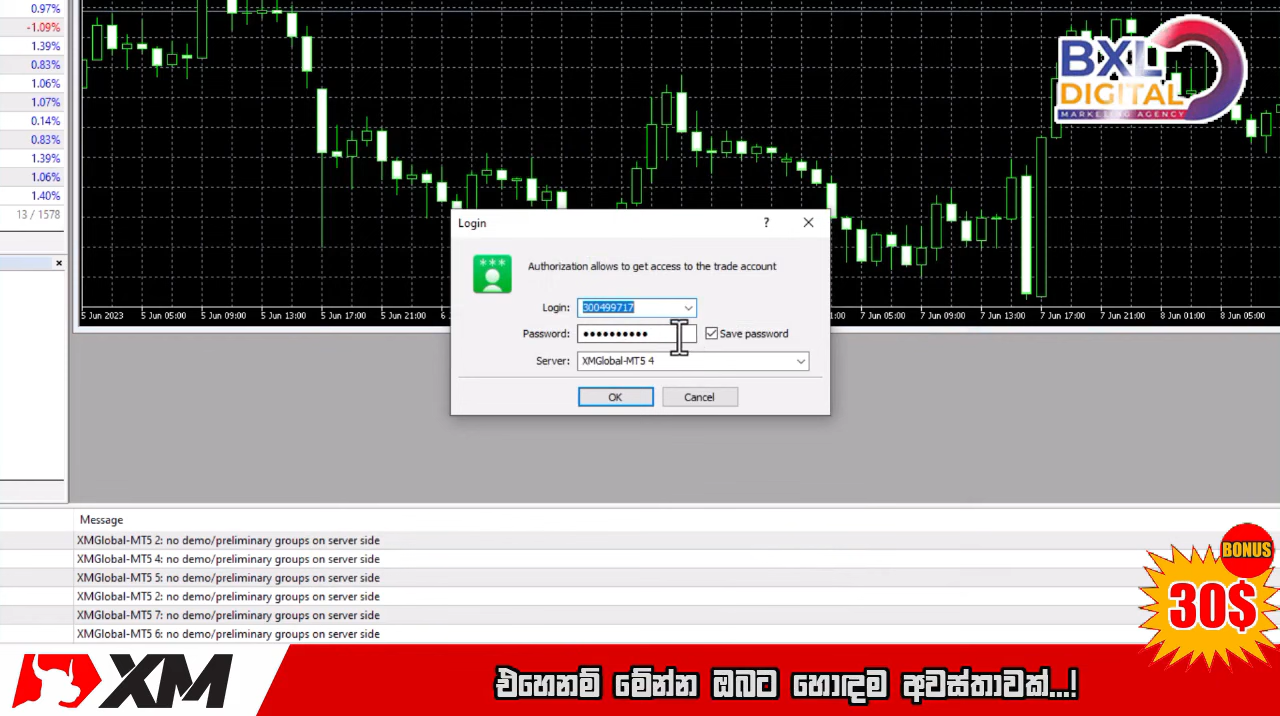 0.97%
-1.09%
1.39%
0.83%
1.06%
1.07%
0.14%
0.83%
1.39%
1.06%
1.40%
13 / 1578
BXL
DIGITAL
MARKETING AGENCY
5 Jun 2023
5 Jun 05:00
5 Jun 09:00
5 Jun 13:00
5 Jun 17:00
5 Jun 21:00
7 Jun 05:00
7 Jun 09:00
7 Jun 13:00
7 Jun 17:00
7 Jun 21:00
8 Jun 01:00
8 Jun 05:00
Login
?
Authorization allows to get access to the trade account
Login: 300499717
Password: ●●●●●●●●●● Save password
Server: XMGlobal-MT5 4
OK Cancel
Message
XMGlobal-MT5 2: no demo/preliminary groups on server side
XMGlobal-MT5 4: no demo/preliminary groups on server side
XMGlobal-MT5 5: no demo/preliminary groups on server side
XMGlobal-MT5 2: no demo/preliminary groups on server side
XMGlobal-MT5 7: no demo/preliminary groups on server side
XMGlobal-MT5 6: no demo/preliminary groups on server side
BONUS
30$
XM
එහෙනම් මේන්න ඔබට හොඳම අවස්තාවක්...!